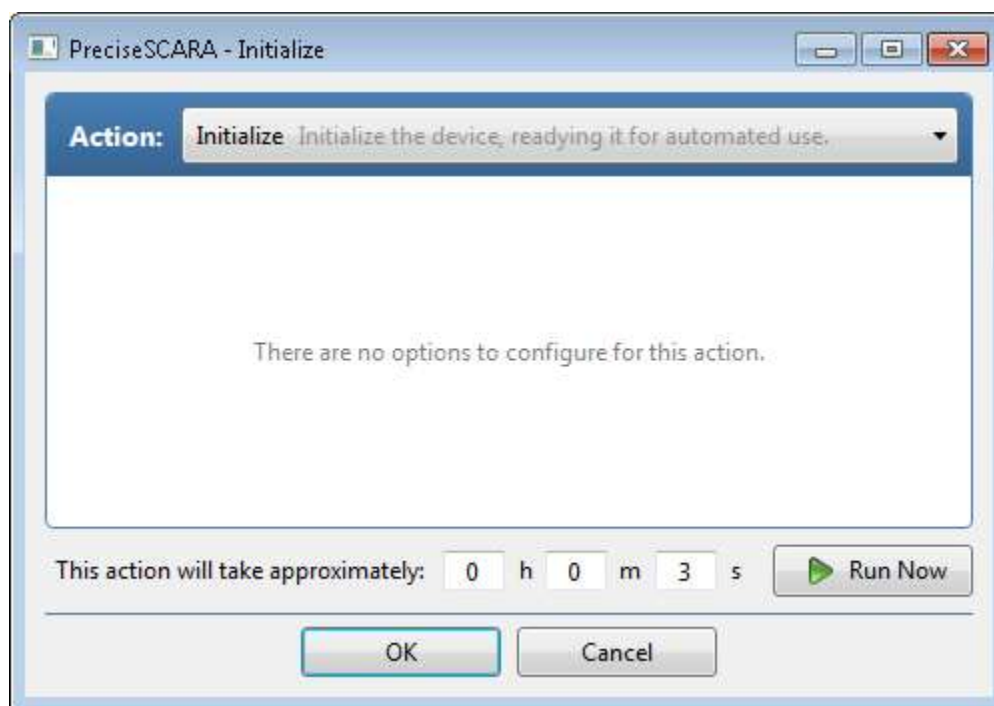 PreciseSCARA - Initialize
Action: Initialize Initialize the device, readying it for automated use.
There are no options to configure for this action.
This action will take approximately: 0 h 0 m 3 s Run Now
OK Cancel